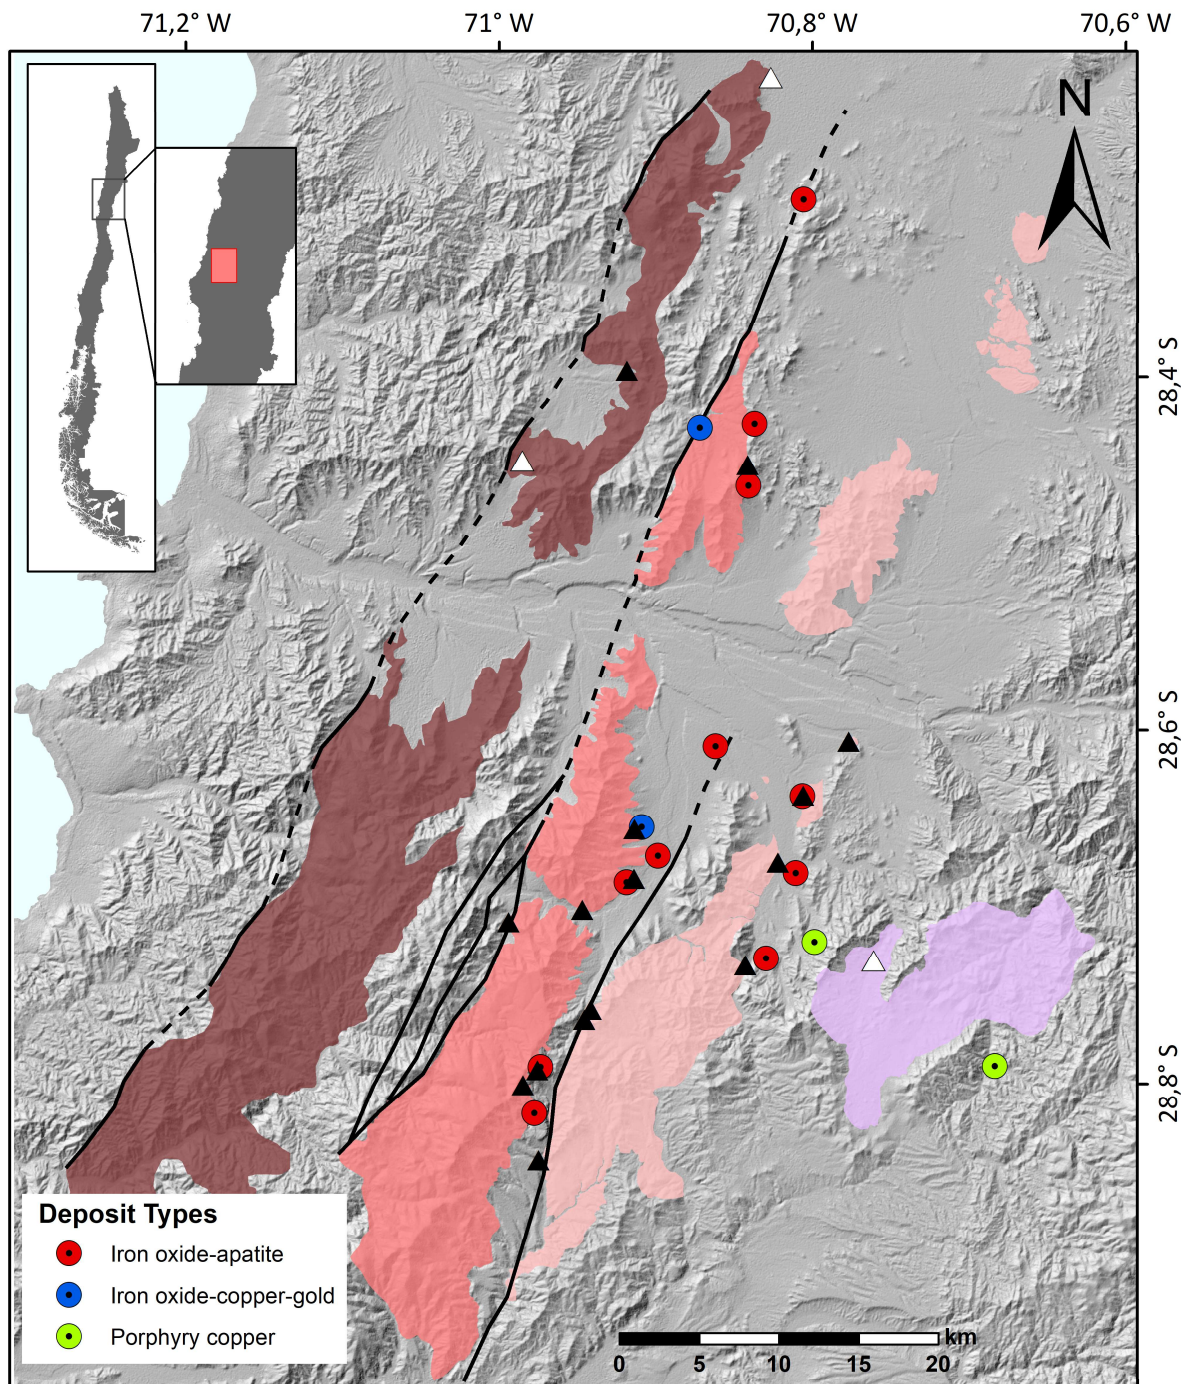 71,2° W 71° W 70,8° W 70,6° W
N
28,4° S
28,6° S
28,8° S
Deposit Types
Iron oxide-apatite
Iron oxide-copper-gold
Porphyry copper
km
0 5 10 15 20